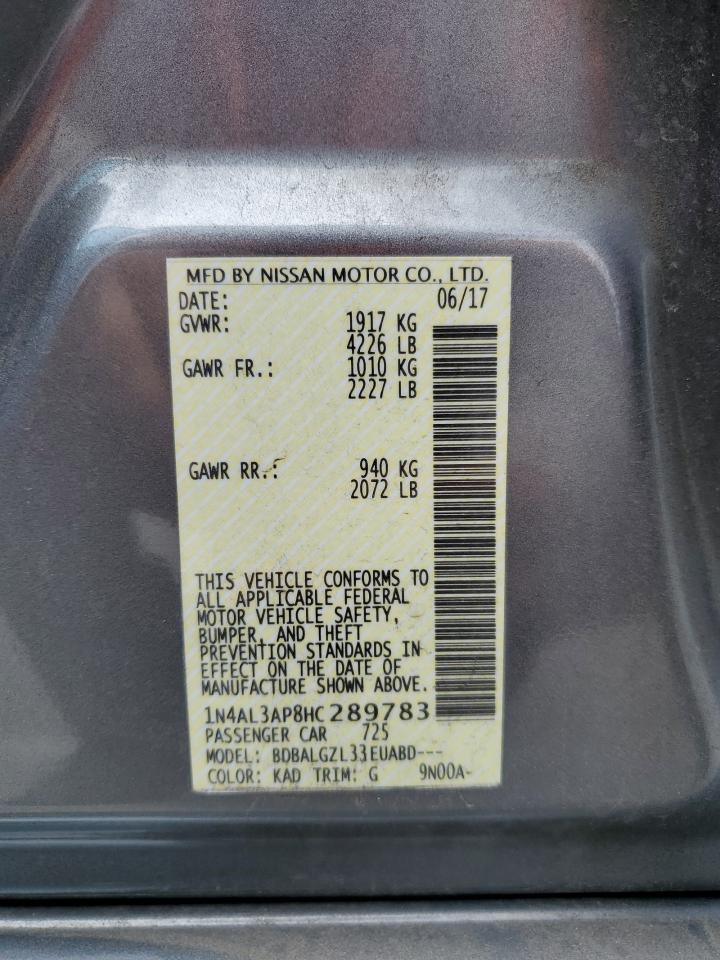 MFD BY NISSAN MOTOR CO., LTD.
DATE: 06/17
GVWR: 1917 KG
4226 LB
GAWR FR.: 1010 KG
2227 LB
GAWR RR.: 940 KG
2072 LB
THIS VEHICLE CONFORMS TO
ALL APPLICABLE FEDERAL
MOTOR VEHICLE SAFETY,
BUMPER, AND THEFT
PREVENTION STANDARDS IN
EFFECT ON THE DATE OF
MANUFACTURE SHOWN ABOVE.
1N4AL3AP8HC289783
PASSENGER CAR 725
MODEL: BDBALGZL33EUABD---
COLOR: KAD TRIM: G 9N00A-